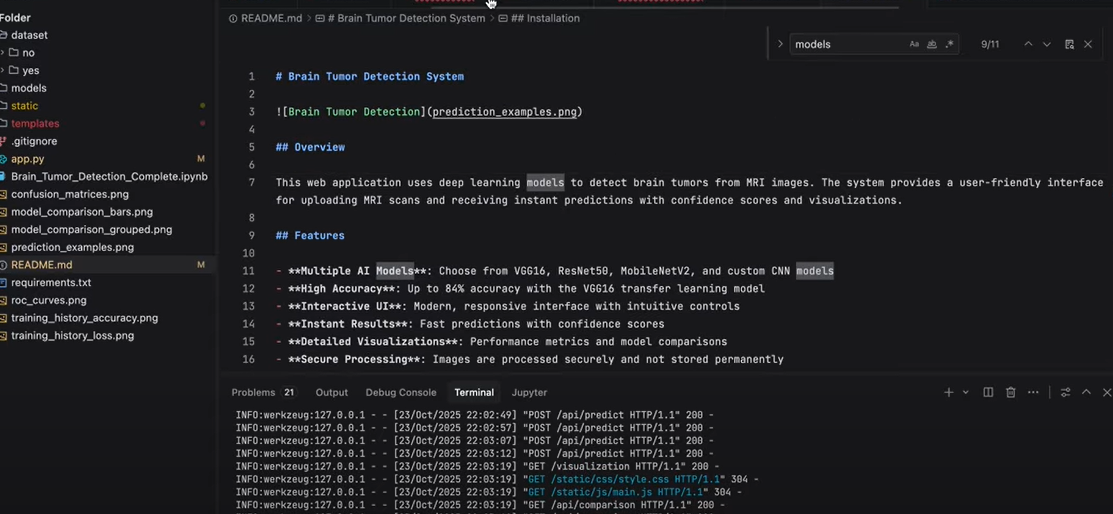 Folder
dataset
no
yes
models
static
templates
.gitignore
app.py M
Brain_Tumor_Detection_Complete.ipynb
confusion_matrices.png
model_comparison_bars.png
model_comparison_grouped.png
prediction_examples.png
README.md M
requirements.txt
roc_curves.png
training_history_accuracy.png
training_history_loss.png
README.md > # Brain Tumor Detection System > ## Installation
models Aa ab .* 9/11
1 # Brain Tumor Detection System
2
3 ![Brain Tumor Detection](prediction_examples.png)
4
5 ## Overview
6
7 This web application uses deep learning models to detect brain tumors from MRI images. The system provides a user-friendly interface
for uploading MRI scans and receiving instant predictions with confidence scores and visualizations.
8
9 ## Features
10
11 - **Multiple AI Models**: Choose from VGG16, ResNet50, MobileNetV2, and custom CNN models
12 - **High Accuracy**: Up to 84% accuracy with the VGG16 transfer learning model
13 - **Interactive UI**: Modern, responsive interface with intuitive controls
14 - **Instant Results**: Fast predictions with confidence scores
15 - **Detailed Visualizations**: Performance metrics and model comparisons
16 - **Secure Processing**: Images are processed securely and not stored permanently
Problems 21 Output Debug Console Terminal Jupyter
INFO:werkzeug:127.0.0.1 - - [23/Oct/2025 22:02:49] "POST /api/predict HTTP/1.1" 200 -
INFO:werkzeug:127.0.0.1 - - [23/Oct/2025 22:02:57] "POST /api/predict HTTP/1.1" 200 -
INFO:werkzeug:127.0.0.1 - - [23/Oct/2025 22:03:07] "POST /api/predict HTTP/1.1" 200 -
INFO:werkzeug:127.0.0.1 - - [23/Oct/2025 22:03:12] "POST /api/predict HTTP/1.1" 200 -
INFO:werkzeug:127.0.0.1 - - [23/Oct/2025 22:03:19] "GET /visualization HTTP/1.1" 200 -
INFO:werkzeug:127.0.0.1 - - [23/Oct/2025 22:03:19] "GET /static/css/style.css HTTP/1.1" 304 -
INFO:werkzeug:127.0.0.1 - - [23/Oct/2025 22:03:19] "GET /static/js/main.js HTTP/1.1" 304 -
INFO:werkzeug:127.0.0.1 - - [23/Oct/2025 22:03:19] "GET /api/comparison HTTP/1.1" 200 -